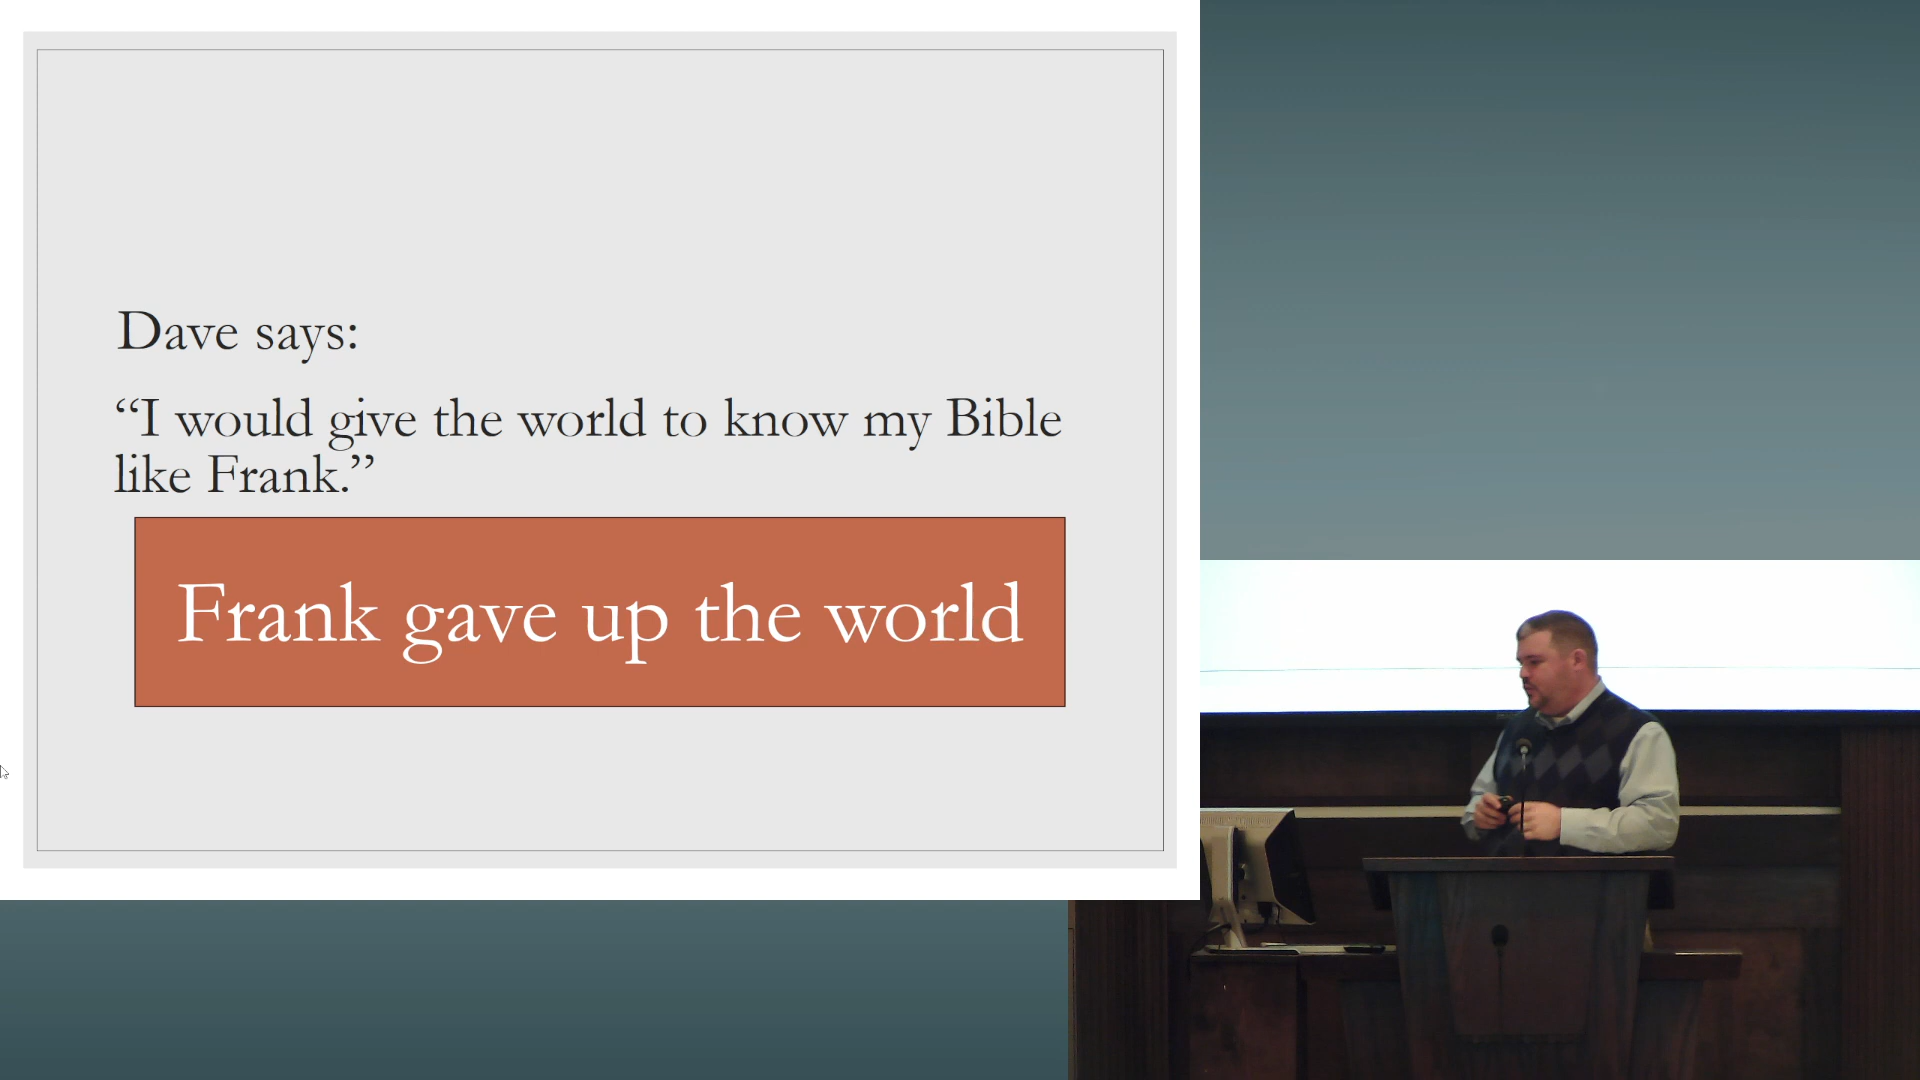 Dave says:
“I would give the world to know my Bible
like Frank.”
Frank gave up the world